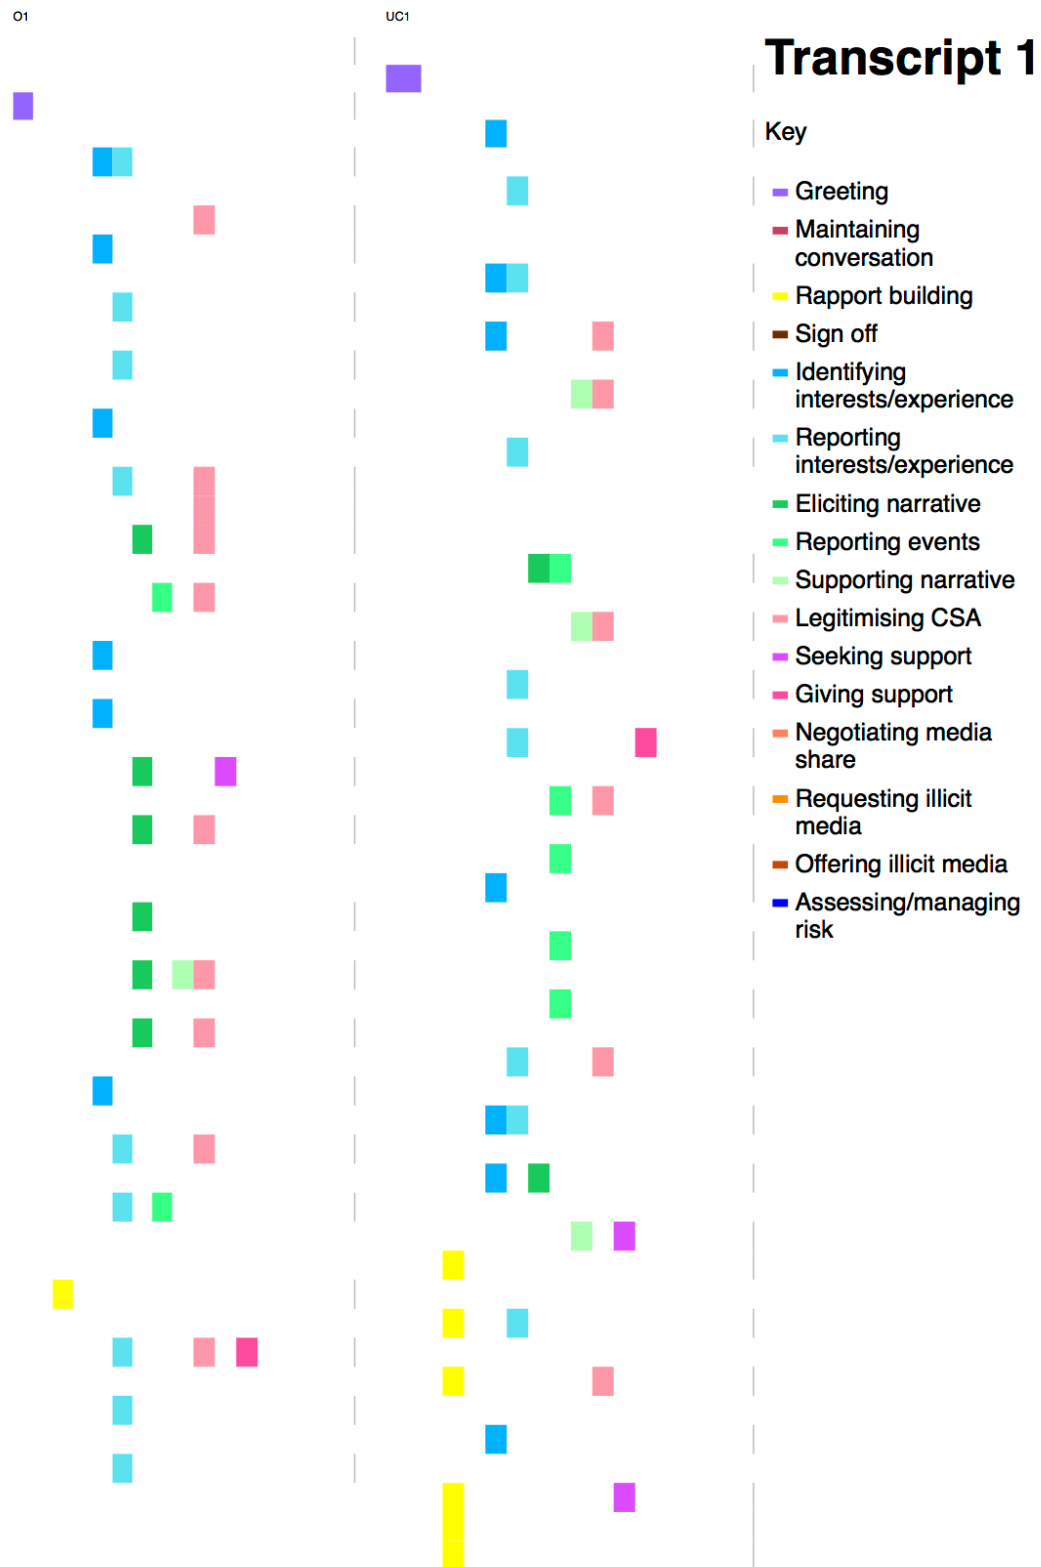 O1
UC1
Transcript 1
Key
Greeting
Maintaining
conversation
Rapport building
Sign off
Identifying
interests/experience
Reporting
interests/experience
Eliciting narrative
Reporting events
Supporting narrative
Legitimising CSA
Seeking support
Giving support
Negotiating media
share
Requesting illicit
media
Offering illicit media
Assessing/managing
risk